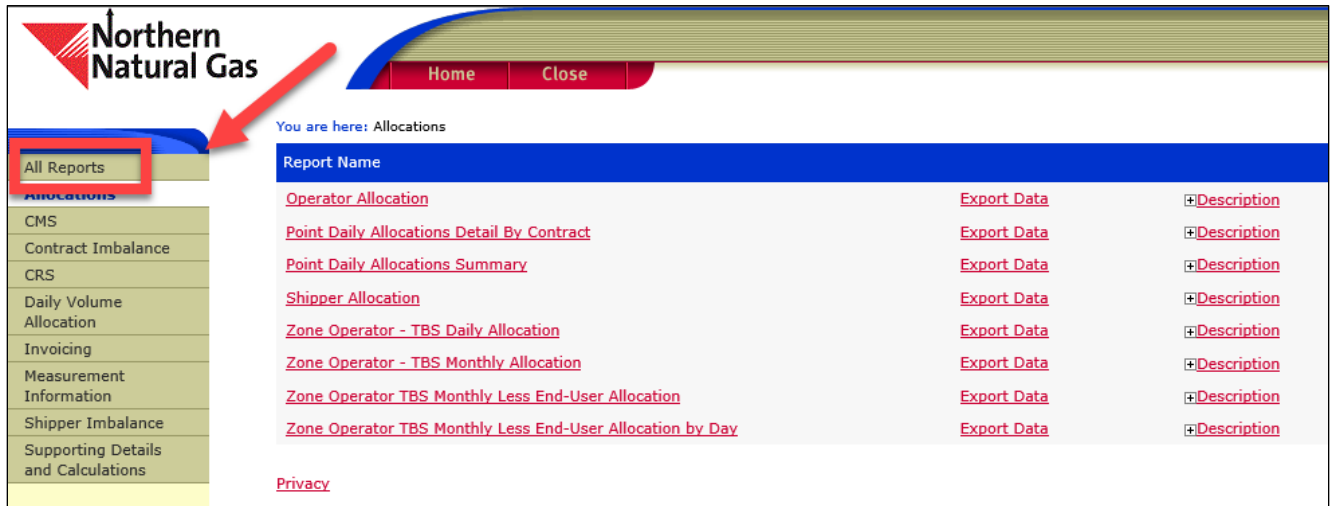 Northern
Natural Gas
Home Close
You are here: Allocations
All Reports
Allocations
CMS
Contract Imbalance
CRS
Daily Volume
Allocation
Invoicing
Measurement
Information
Shipper Imbalance
Supporting Details
and Calculations
Report Name
Operator Allocation Export Data Description
Point Daily Allocations Detail By Contract Export Data Description
Point Daily Allocations Summary Export Data Description
Shipper Allocation Export Data Description
Zone Operator - TBS Daily Allocation Export Data Description
Zone Operator - TBS Monthly Allocation Export Data Description
Zone Operator TBS Monthly Less End-User Allocation Export Data Description
Zone Operator TBS Monthly Less End-User Allocation by Day Export Data Description
Privacy